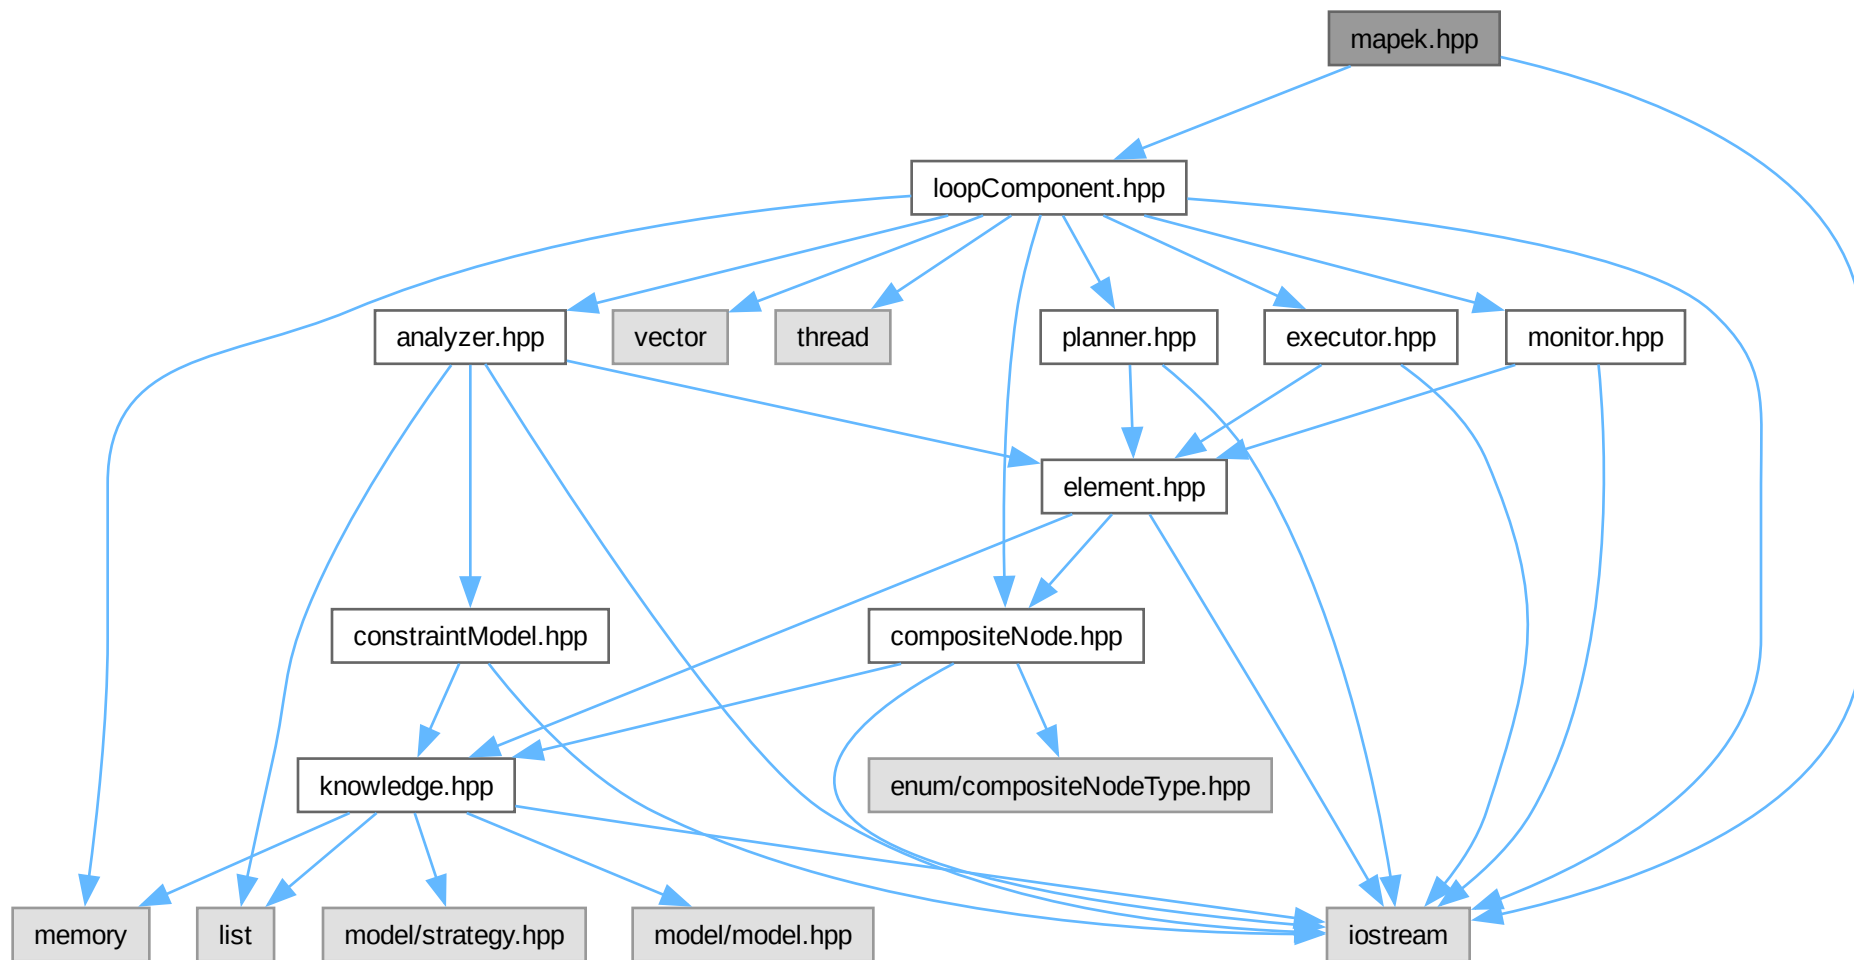 mapek.hpp
loopComponent.hpp
analyzer.hpp
vector
thread
planner.hpp
executor.hpp
monitor.hpp
element.hpp
constraintModel.hpp
compositeNode.hpp
knowledge.hpp
enum/compositeNodeType.hpp
memory
list
model/strategy.hpp
model/model.hpp
iostream